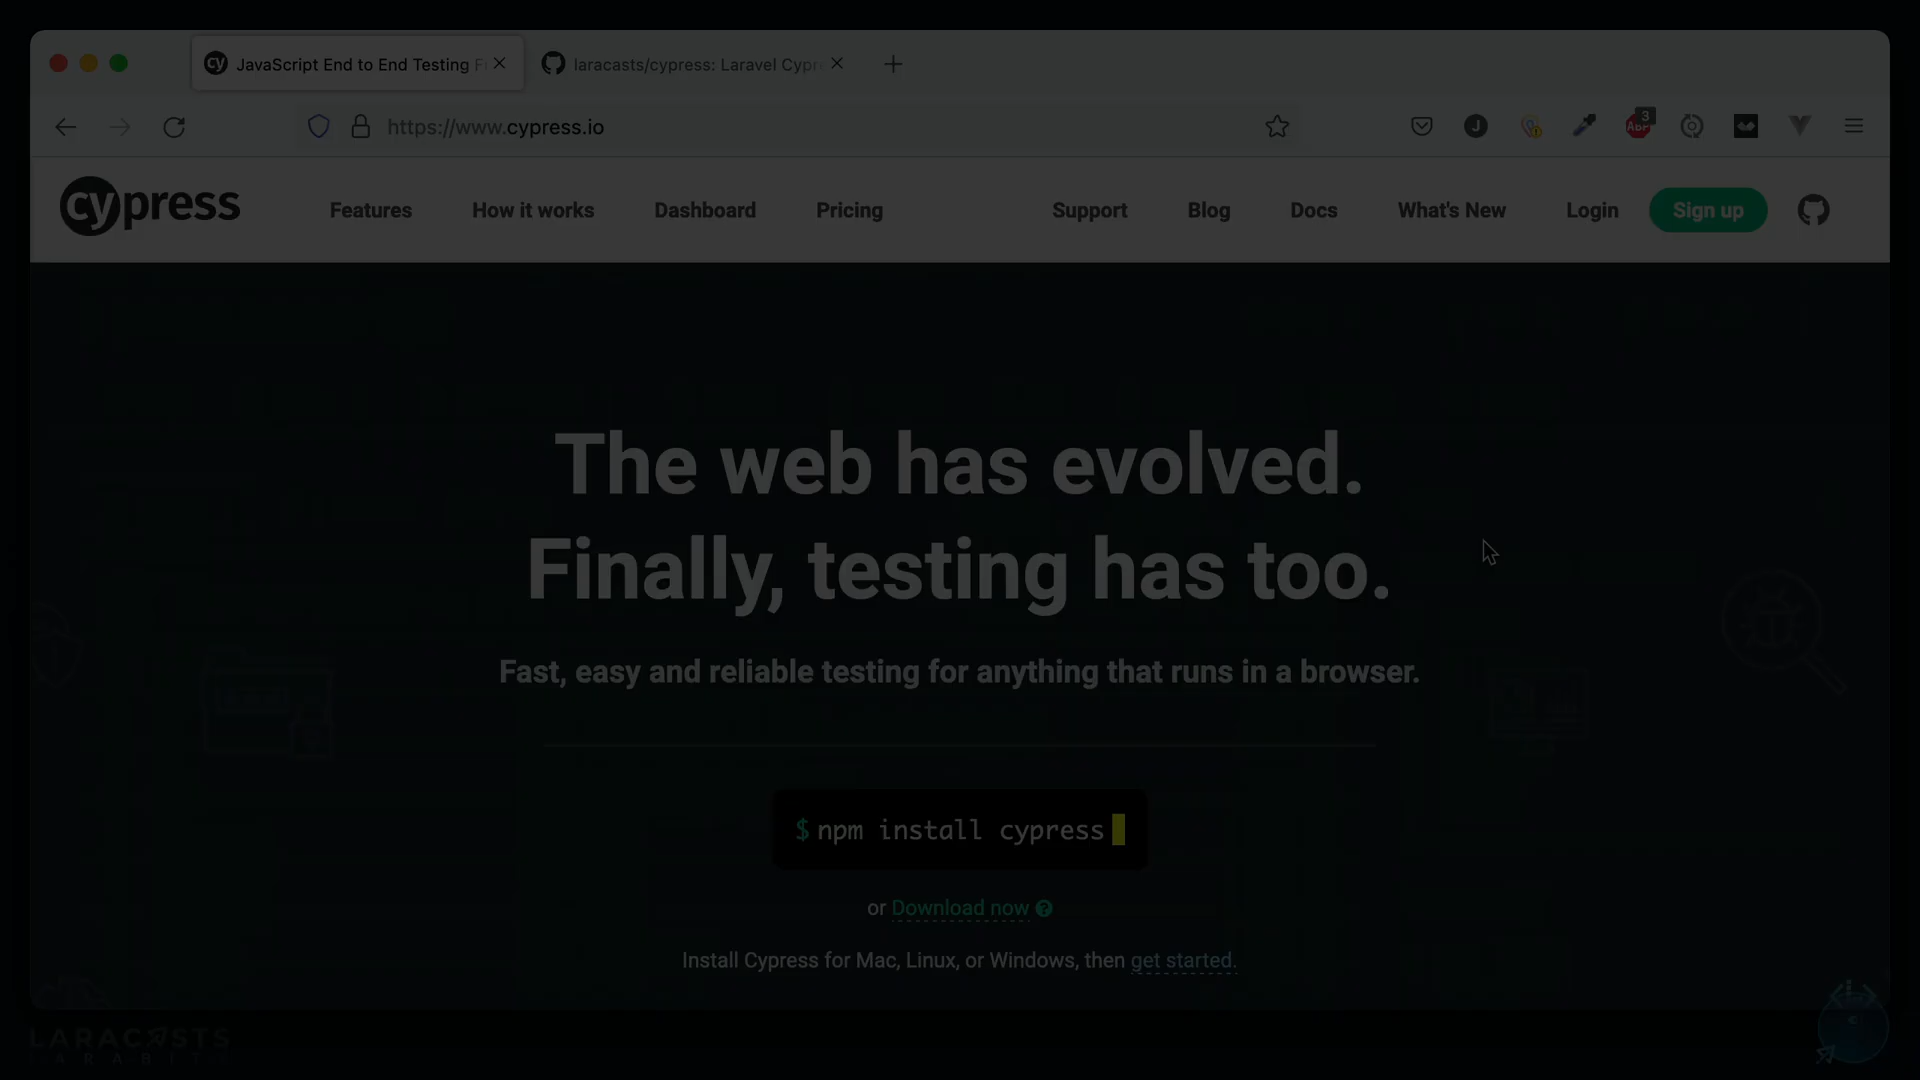 JavaScript End to End Testing F
laracasts/cypress: Laravel Cypre
https://www.cypress.io
J
ABP
3
cypress
Features
How it works
Dashboard
Pricing
Support
Blog
Docs
What's New
Login
Sign up
The web has evolved.
Finally, testing has too.
Fast, easy and reliable testing for anything that runs in a browser.
$ npm install cypress
or Download now ?
Install Cypress for Mac, Linux, or Windows, then get started.
LARACASTS